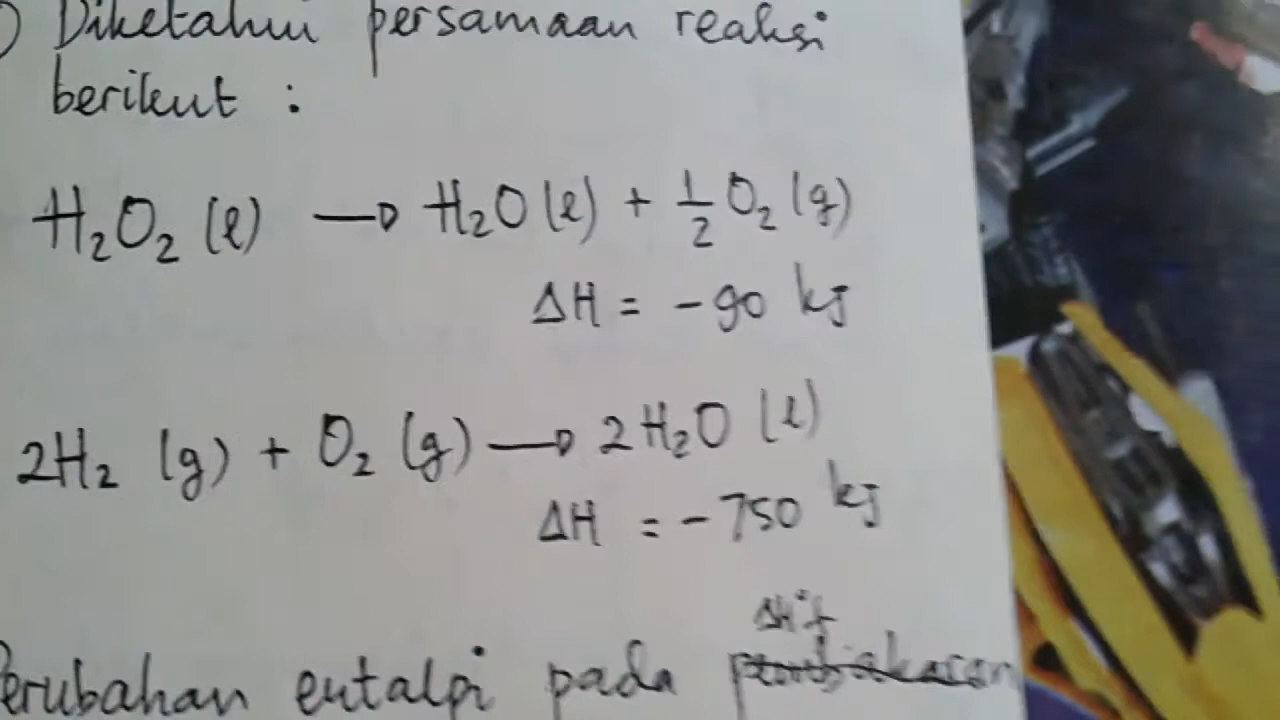 ) Diketahui persamaan reaksi
berikut :
H₂O₂ (l) → H₂O (l) + 1/2 O₂ (g)
ΔH = -90 kJ
2H₂ (g) + O₂ (g) → 2H₂O (l)
ΔH = -750 kJ
ΔH°f
Perubahan entalpi pada